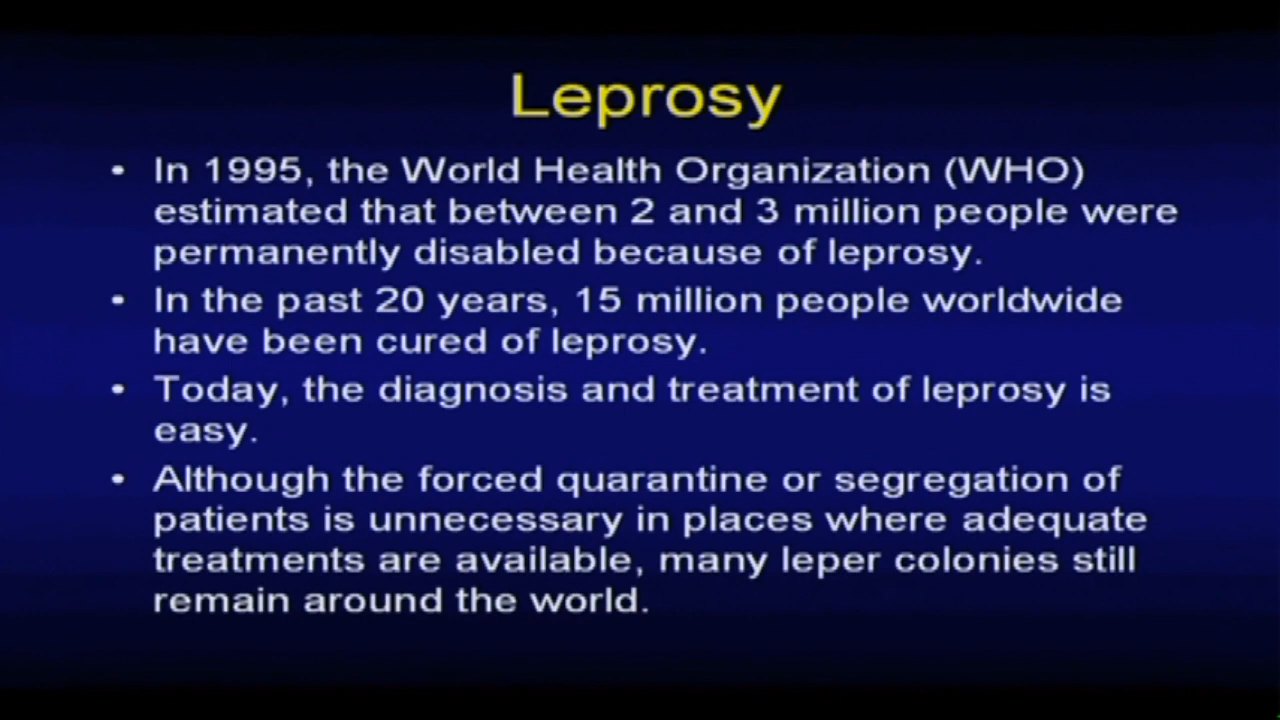 Leprosy
• In 1995, the World Health Organization (WHO)
estimated that between 2 and 3 million people were
permanently disabled because of leprosy.
• In the past 20 years, 15 million people worldwide
have been cured of leprosy.
• Today, the diagnosis and treatment of leprosy is
easy.
• Although the forced quarantine or segregation of
patients is unnecessary in places where adequate
treatments are available, many leper colonies still
remain around the world.